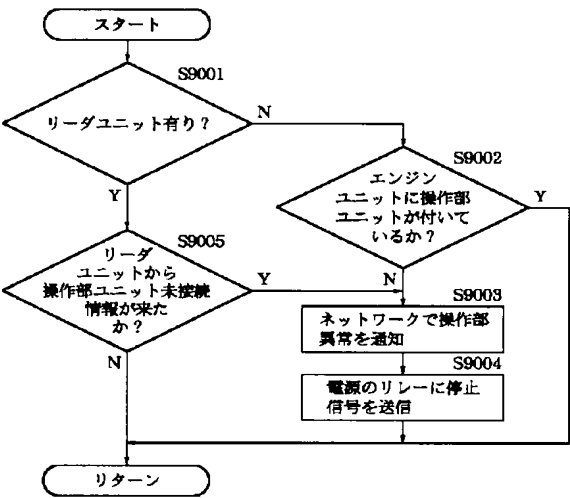 スタート
S9001
リーダユニット有り?
N
Y
S9002
エンジン
ユニットに操作部
ユニットが付いて
いるか?
Y
N
S9005
リーダ
ユニットから
操作部ユニット未接続
情報が来た
か?
Y
N
S9003
ネットワークで操作部
異常を通知
S9004
電源のリレーに停止
信号を送信
リターン